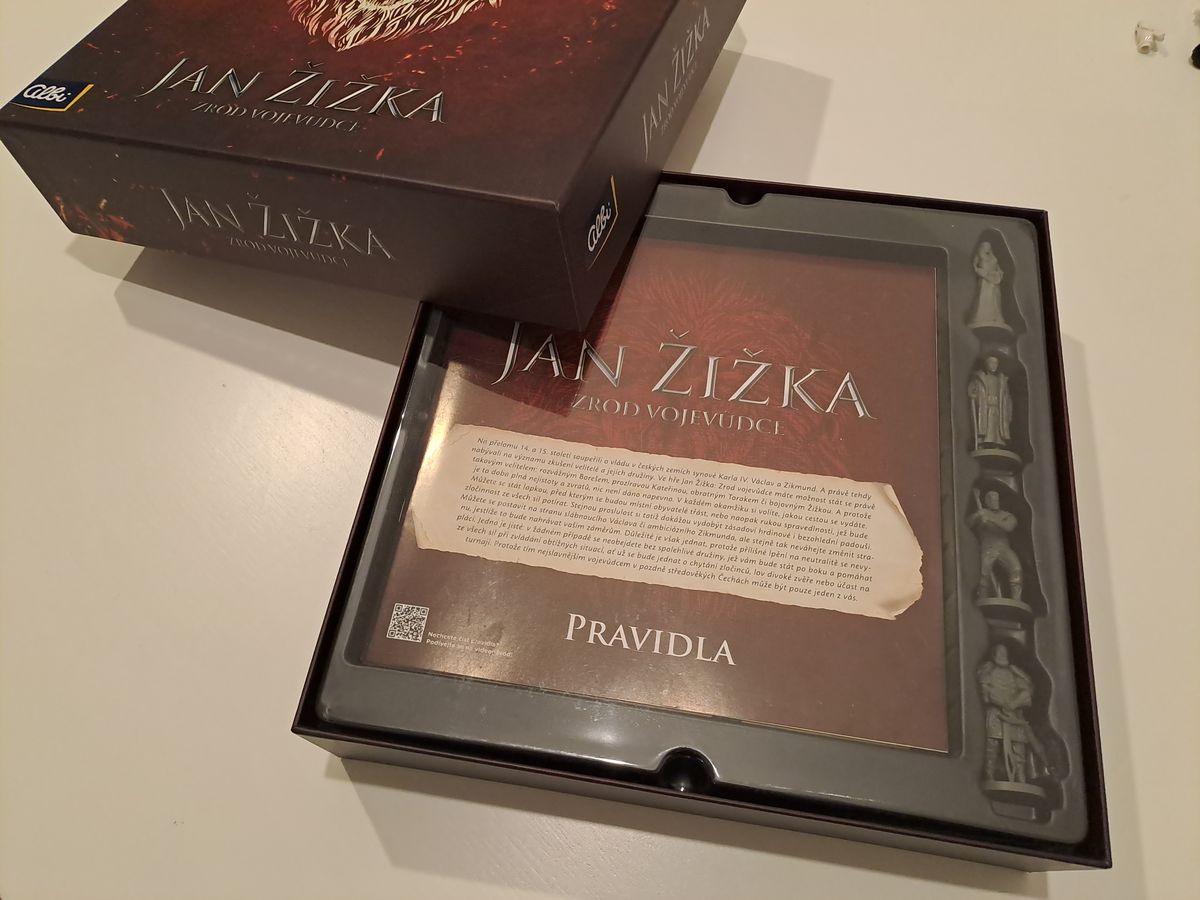 JAN ŽIŽKA
ZROD VOJEVŮDCE
Albi
JAN ŽIŽKA
ZROD VOJEVŮDCE
Albi
JAN ŽIŽKA
ZROD VOJEVŮDCE
JAN ŽIŽKA
ZROD VOJEVŮDCE
Na přelomu 14. a 15. století soupeřili o vládu v českých zemích synové Karla IV. Václav a Zikmund. A právě tehdy
nabývali na významu zkušení velitelé a jejich družiny. Ve hře Jan Žižka: Zrod vojevůdce máte možnost stát se právě
takovým velitelem: rozvážným Borešem, prozíravou Kateřinou, obratným Torakem či bojovným Žižkou. A protože
je to doba plná nejistoty a zvratů, nic není dáno napevno. V každém okamžiku si volíte, jakou cestou se vydáte.
Můžete se stát lapkou, před kterým se budou místní obyvatelé třást, nebo naopak rukou spravedlnosti, jež bude
zločinnost ze všech sil potírat. Stejnou proslulost si totiž dokážou vydobýt zásadoví hrdinové i bezohlední padouši.
Můžete se postavit na stranu slábnoucího Václava či ambiciózního Zikmunda, ale stejně tak neváhejte změnit stra-
nu, jestliže to bude nahrávat vašim záměrům. Důležité je však jednat, protože přílišné lpění na neutralitě se nevy-
plácí. Jedno je jisté: v žádném případě se neobejdete bez spolehlivé družiny, jež vám bude stát po boku a pomáhat
ze všech sil při zvládání obtížných situací, ať už se bude jednat o chytání zločinců, lov divoké zvěře nebo účast na
turnaji. Protože tím nejslavnějším vojevůdcem v pozdně středověkých Čechách může být pouze jeden z vás.
PRAVIDLA
Nechcete číst pravidla?
Podívejte se na videonávod!